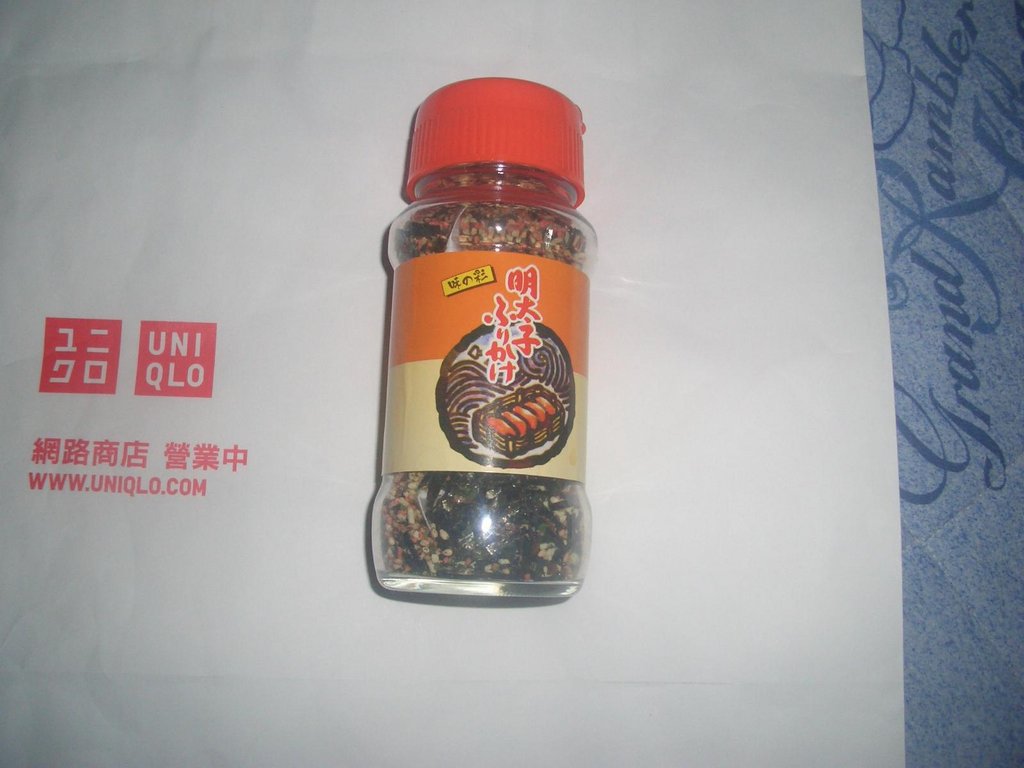 ユニ
クロ
UNI
QLO
網路商店 營業中
WWW.UNIQLO.COM
味の彩
明太子
ふりかけ
Grand Rambler